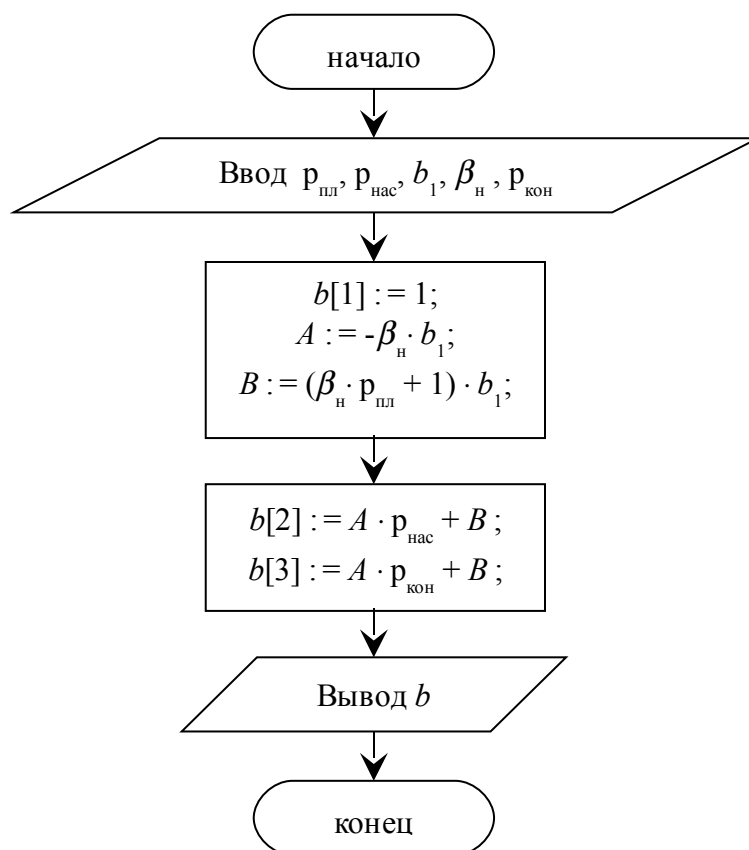 начало
Ввод p_пл, p_нас, b_1, β_н , p_кон
b[1] := 1;
A := -β_н · b_1;
B := (β_н · p_пл + 1) · b_1;
b[2] := A · p_нас + B ;
b[3] := A · p_кон + B ;
Вывод b
конец